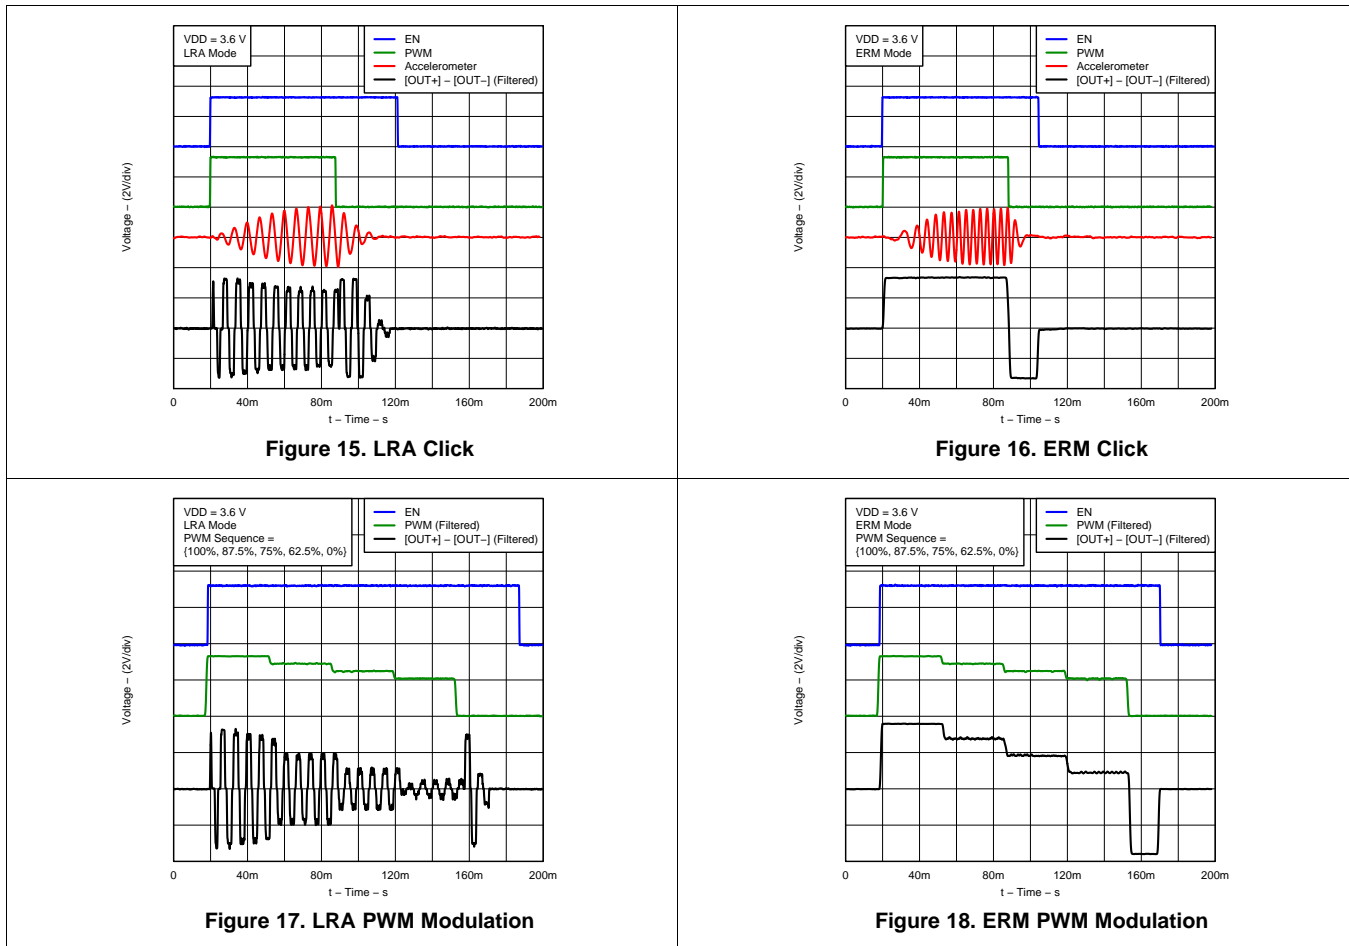 VDD = 3.6 V
LRA Mode
EN
PWM
Accelerometer
[OUT+] − [OUT−] (Filtered)
Voltage − (2V/div)
0
40m
80m
120m
160m
200m
t − Time − s
Figure 15. LRA Click
VDD = 3.6 V
ERM Mode
EN
PWM
Accelerometer
[OUT+] − [OUT−] (Filtered)
Voltage − (2V/div)
0
40m
80m
120m
160m
200m
t − Time − s
Figure 16. ERM Click
VDD = 3.6 V
LRA Mode
PWM Sequence =
{100%, 87.5%, 75%, 62.5%, 0%}
EN
PWM (Filtered)
[OUT+] − [OUT−] (Filtered)
Voltage − (2V/div)
0
40m
80m
120m
160m
200m
t − Time − s
Figure 17. LRA PWM Modulation
VDD = 3.6 V
ERM Mode
PWM Sequence =
{100%, 87.5%, 75%, 62.5%, 0%}
EN
PWM (Filtered)
[OUT+] − [OUT−] (Filtered)
Voltage − (2V/div)
0
40m
80m
120m
160m
200m
t − Time − s
Figure 18. ERM PWM Modulation